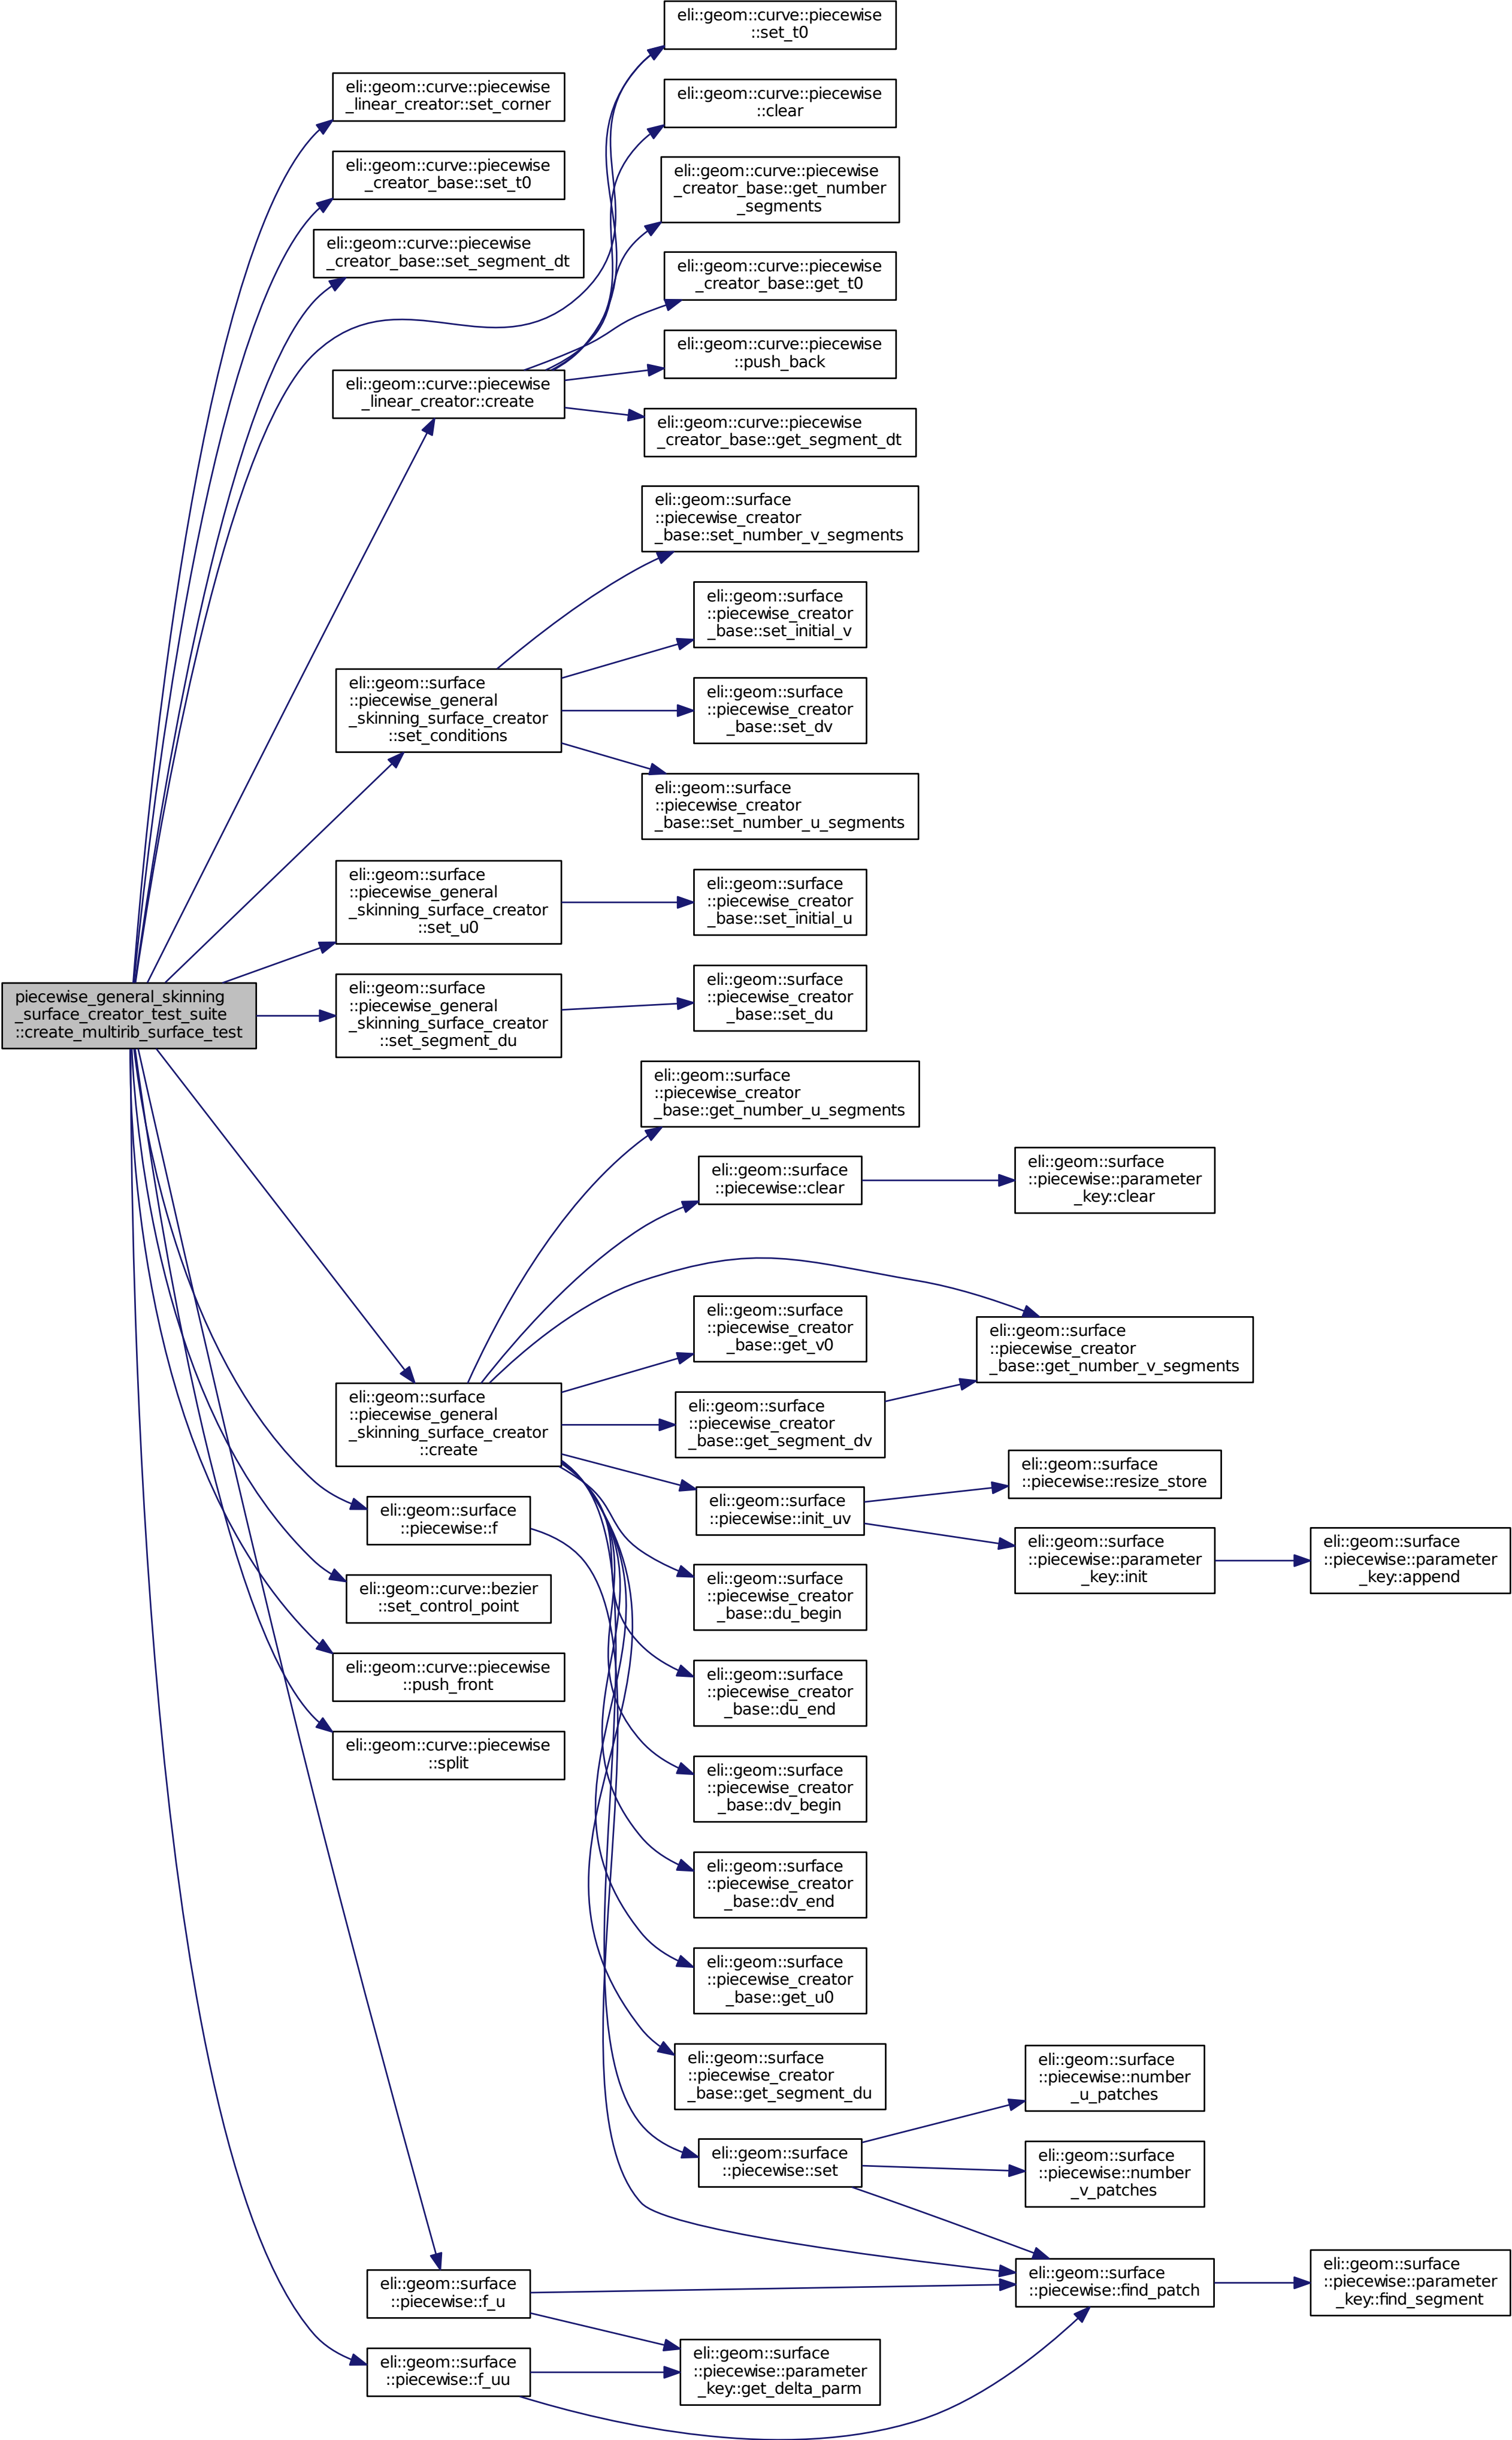 eli::geom::curve::piecewise
::set_t0
eli::geom::curve::piecewise
_linear_creator::set_corner
eli::geom::curve::piecewise
::clear
eli::geom::curve::piecewise
_creator_base::set_t0
eli::geom::curve::piecewise
_creator_base::get_number
_segments
eli::geom::curve::piecewise
_creator_base::set_segment_dt
eli::geom::curve::piecewise
_creator_base::get_t0
eli::geom::curve::piecewise
::push_back
eli::geom::curve::piecewise
_linear_creator::create
eli::geom::curve::piecewise
_creator_base::get_segment_dt
eli::geom::surface
::piecewise_creator
_base::set_number_v_segments
eli::geom::surface
::piecewise_creator
_base::set_initial_v
eli::geom::surface
::piecewise_general
_skinning_surface_creator
::set_conditions
eli::geom::surface
::piecewise_creator
_base::set_dv
eli::geom::surface
::piecewise_creator
_base::set_number_u_segments
eli::geom::surface
::piecewise_general
_skinning_surface_creator
::set_u0
eli::geom::surface
::piecewise_creator
_base::set_initial_u
piecewise_general_skinning
_surface_creator_test_suite
::create_multirib_surface_test
eli::geom::surface
::piecewise_general
_skinning_surface_creator
::set_segment_du
eli::geom::surface
::piecewise_creator
_base::set_du
eli::geom::surface
::piecewise_creator
_base::get_number_u_segments
eli::geom::surface
::piecewise::clear
eli::geom::surface
::piecewise::parameter
_key::clear
eli::geom::surface
::piecewise_creator
_base::get_v0
eli::geom::surface
::piecewise_creator
_base::get_number_v_segments
eli::geom::surface
::piecewise_general
_skinning_surface_creator
::create
eli::geom::surface
::piecewise_creator
_base::get_segment_dv
eli::geom::surface
::piecewise::resize_store
eli::geom::surface
::piecewise::init_uv
eli::geom::surface
::piecewise::f
eli::geom::surface
::piecewise::parameter
_key::init
eli::geom::surface
::piecewise::parameter
_key::append
eli::geom::curve::bezier
::set_control_point
eli::geom::surface
::piecewise_creator
_base::du_begin
eli::geom::curve::piecewise
::push_front
eli::geom::surface
::piecewise_creator
_base::du_end
eli::geom::curve::piecewise
::split
eli::geom::surface
::piecewise_creator
_base::dv_begin
eli::geom::surface
::piecewise_creator
_base::dv_end
eli::geom::surface
::piecewise_creator
_base::get_u0
eli::geom::surface
::piecewise_creator
_base::get_segment_du
eli::geom::surface
::piecewise::number
_u_patches
eli::geom::surface
::piecewise::set
eli::geom::surface
::piecewise::number
_v_patches
eli::geom::surface
::piecewise::f_u
eli::geom::surface
::piecewise::find_patch
eli::geom::surface
::piecewise::parameter
_key::find_segment
eli::geom::surface
::piecewise::f_uu
eli::geom::surface
::piecewise::parameter
_key::get_delta_parm